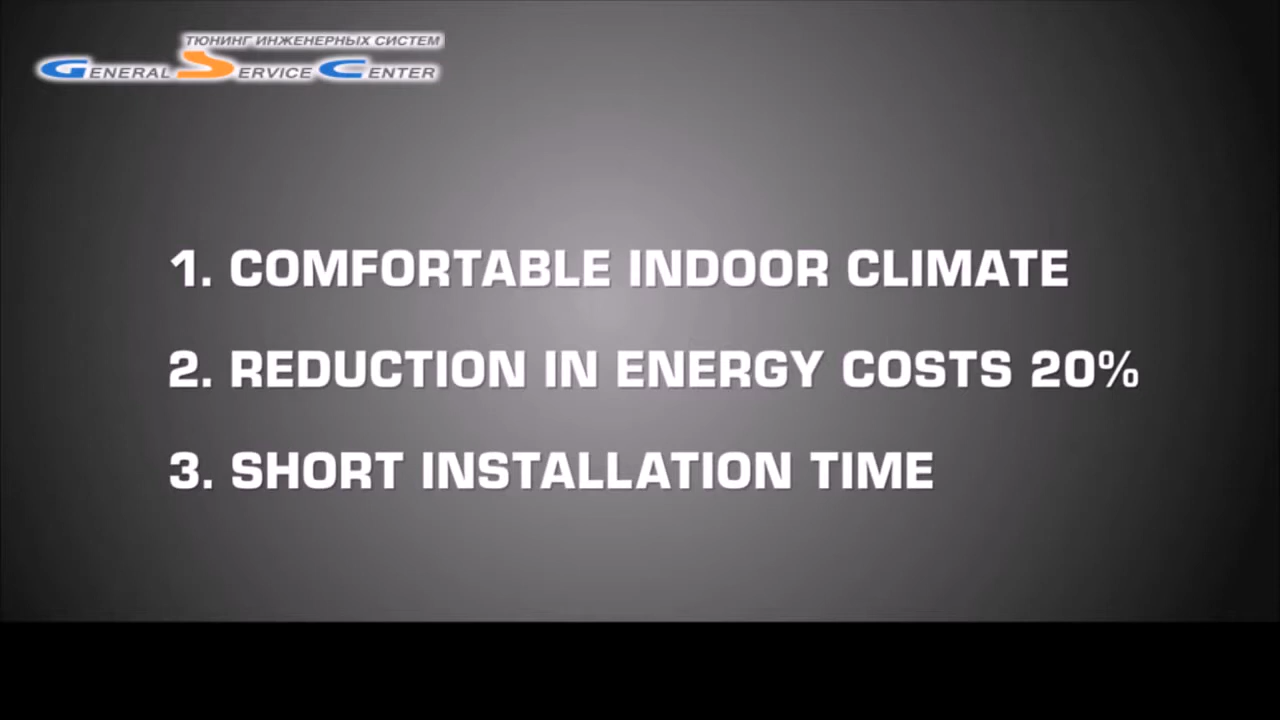 ТЮНИНГ ИНЖЕНЕРНЫХ СИСТЕМ
GENERAL SERVICE CENTER
1. COMFORTABLE INDOOR CLIMATE
2. REDUCTION IN ENERGY COSTS 20%
3. SHORT INSTALLATION TIME